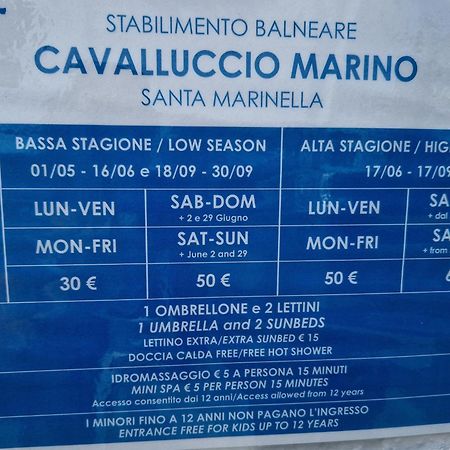 STABILIMENTO BALNEARE
CAVALLUCCIO MARINO
SANTA MARINELLA
BASSA STAGIONE / LOW SEASON
01/05 - 16/06 e 18/09 - 30/09
ALTA STAGIONE / HIG
17/06 - 17/09
LUN-VEN
SAB-DOM
+ 2 e 29 Giugno
LUN-VEN
SA
+ dal
MON-FRI
SAT-SUN
+ June 2 and 29
MON-FRI
SA
+ from
30 €
50 €
50 €
1 OMBRELLONE e 2 LETTINI
1 UMBRELLA and 2 SUNBEDS
LETTINO EXTRA/EXTRA SUNBED € 15
DOCCIA CALDA FREE/FREE HOT SHOWER
IDROMASSAGGIO € 5 A PERSONA 15 MINUTI
MINI SPA € 5 PER PERSON 15 MINUTES
Accesso consentito dai 12 anni/Access allowed from 12 years
I MINORI FINO A 12 ANNI NON PAGANO L'INGRESSO
ENTRANCE FREE FOR KIDS UP TO 12 YEARS